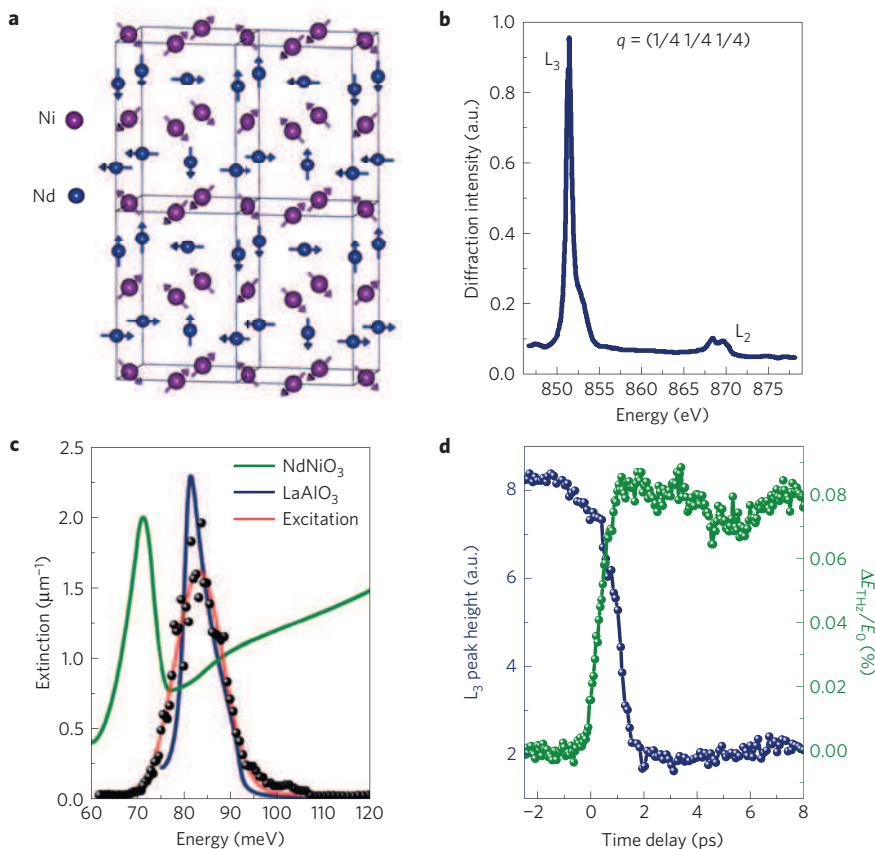 a
Ni
Nd
b
q = (1/4 1/4 1/4)
L₃
L₂
Diffraction intensity (a.u.)
1.0
0.8
0.6
0.4
0.2
0.0
850 855 860 865 870 875
Energy (eV)
c
NdNiO₃
LaAlO₃
Excitation
Extinction (μm⁻¹)
2.5
2.0
1.5
1.0
0.5
0.0
60 70 80 90 100 110 120
Energy (meV)
d
L₃ peak height (a.u.)
8
6
4
2
0.08
0.06
0.04
0.02
0.00
ΔE_THz/E₀ (%)
−2 0 2 4 6 8
Time delay (ps)